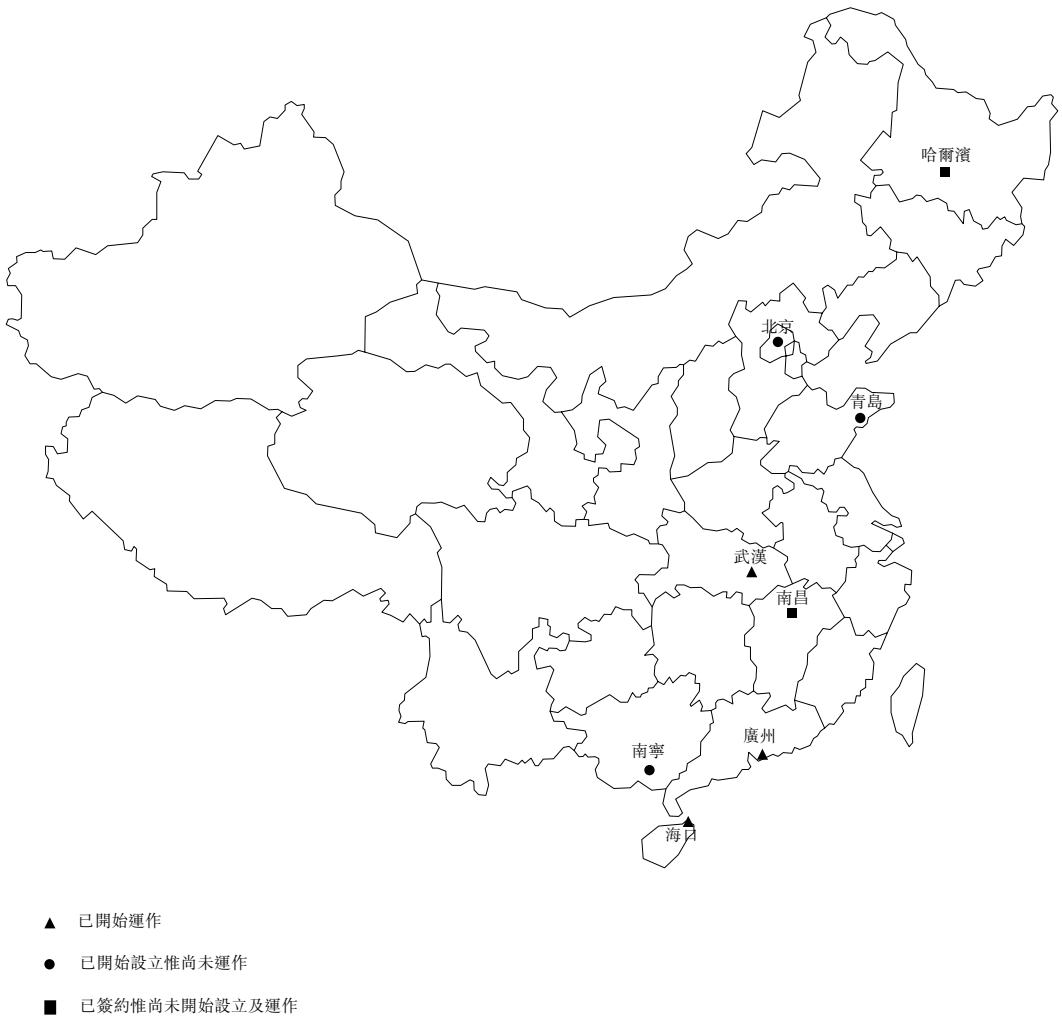 哈爾濱
北京
青島
武漢
南昌
廣州
南寧
海口
已開始運作
已開始設立惟尚未運作
已簽約惟尚未開始設立及運作